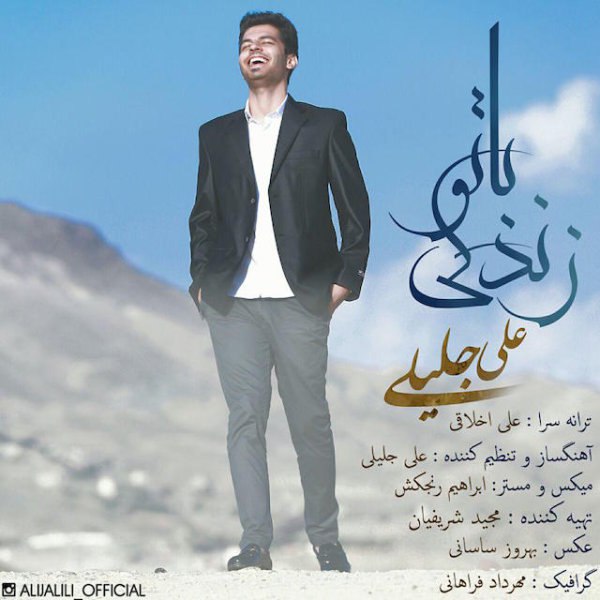 با تو
زندگی
علی جلیلی
ترانه سرا : علی اخلاقی
آهنگساز و تنظیم کننده : علی جلیلی
میکس و مستر: ابراهیم رنجکش
تهیه کننده : مجید شریفیان
عکس : بهروز ساسانی
گرافیک : مهرداد فراهانی
ALIJALILI_OFFICIAL